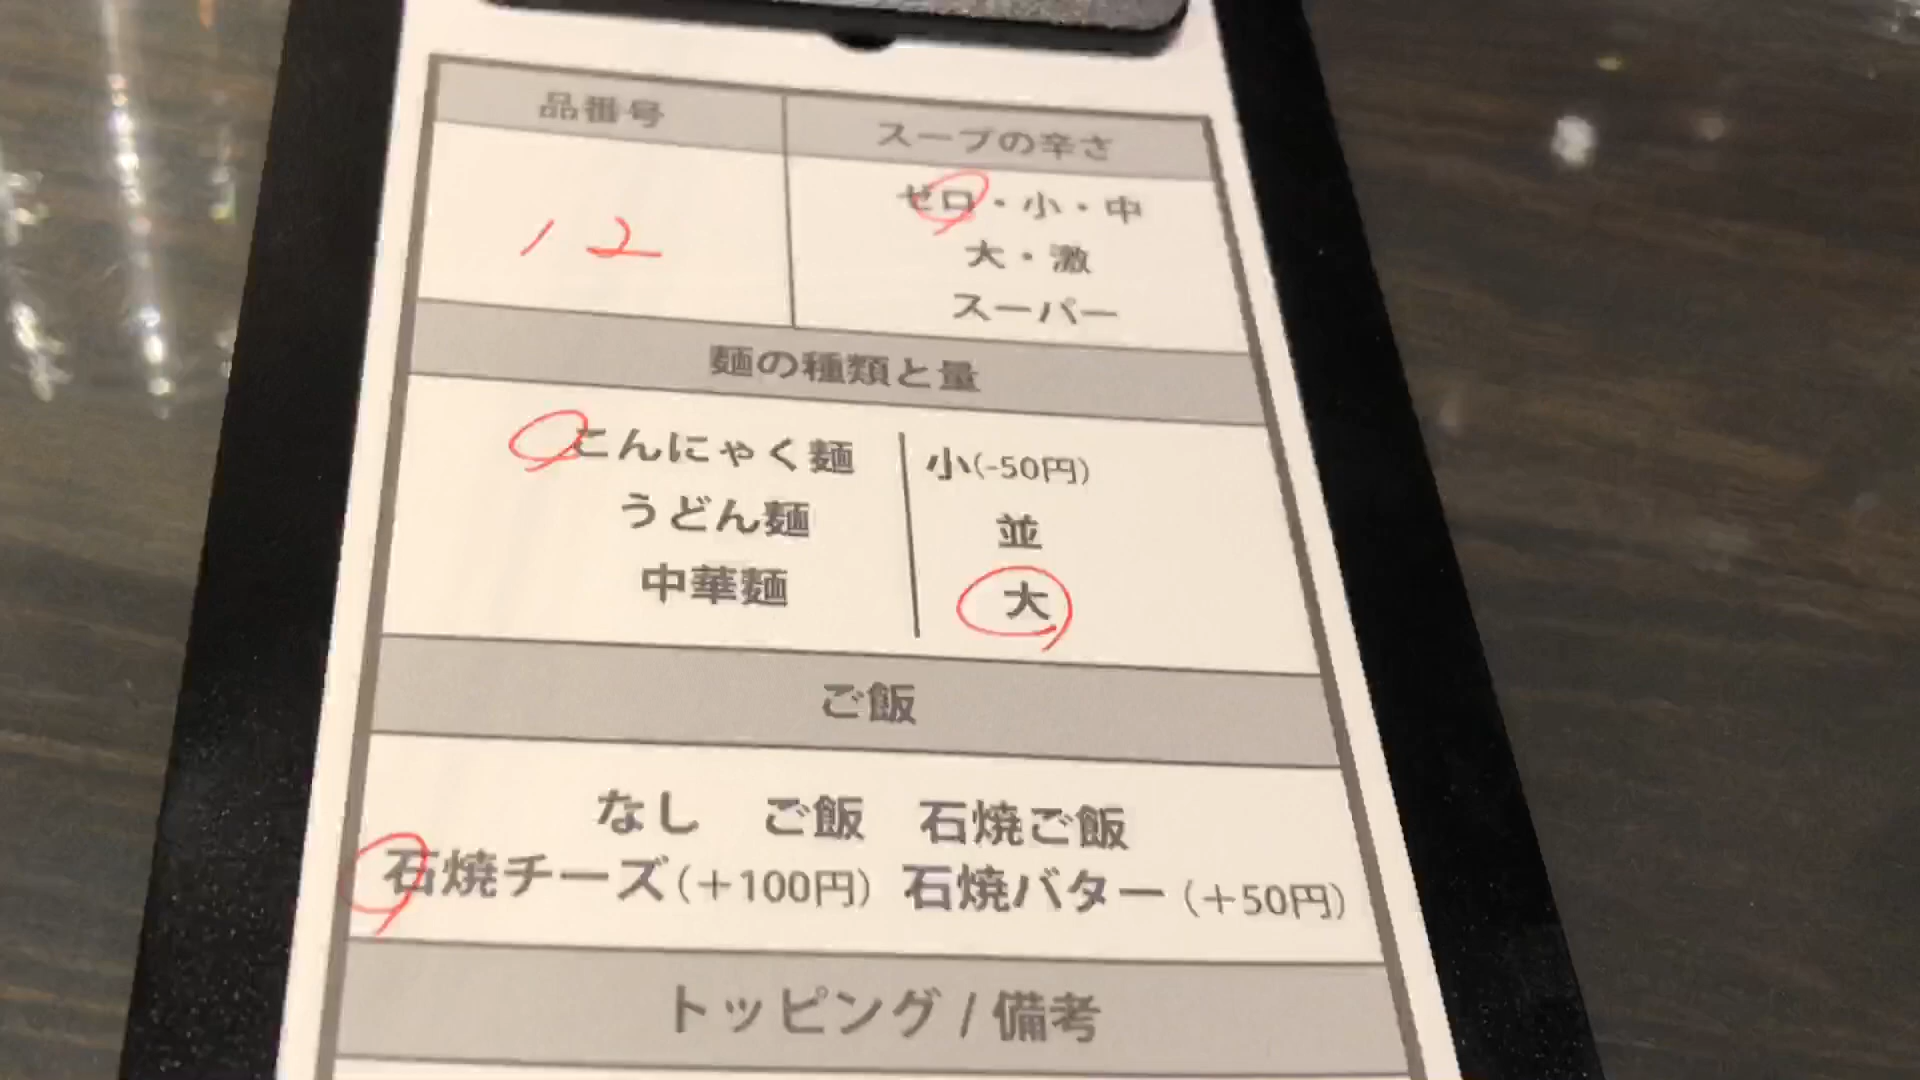 品番号
スープの辛さ
12
ゼロ・小・中
大・激
スーパー
麺の種類と量
こんにゃく麺
うどん麺
中華麺
小(-50円)
並
大
ご飯
なし ご飯 石焼ご飯
石焼チーズ(+100円) 石焼バター(+50円)
トッピング / 備考